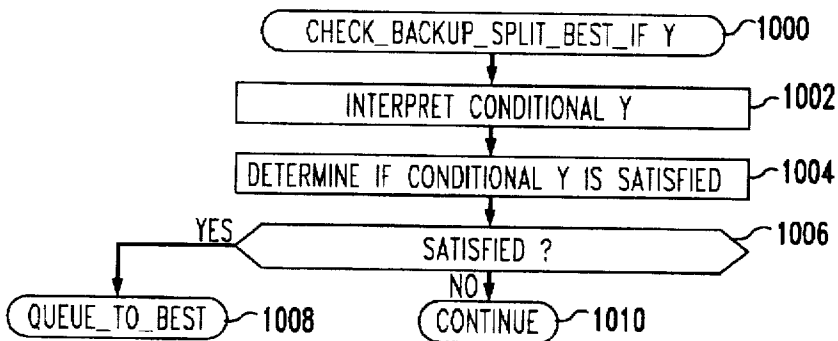 CHECK_BACKUP_SPLIT_BEST_IF Y 1000
INTERPRET CONDITIONAL Y 1002
DETERMINE IF CONDITIONAL Y IS SATISFIED 1004
YES
SATISFIED ? 1006
NO
QUEUE_TO_BEST 1008
CONTINUE 1010